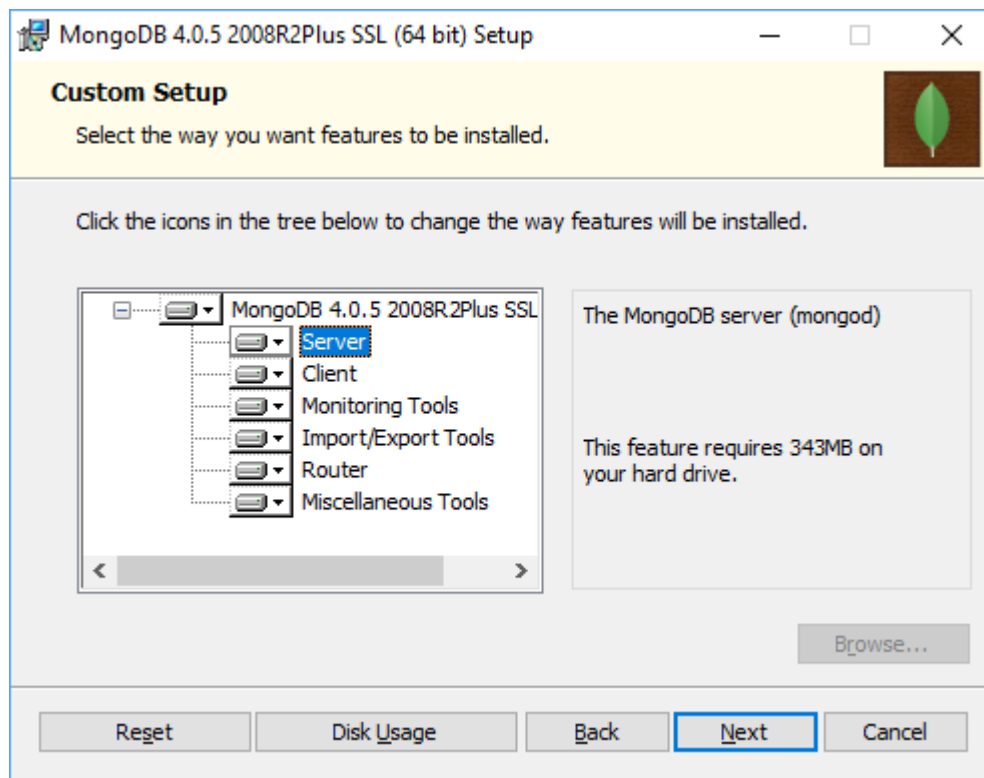 MongoDB 4.0.5 2008R2Plus SSL (64 bit) Setup
Custom Setup
Select the way you want features to be installed.
Click the icons in the tree below to change the way features will be installed.
MongoDB 4.0.5 2008R2Plus SSL
Server
Client
Monitoring Tools
Import/Export Tools
Router
Miscellaneous Tools
The MongoDB server (mongod)
This feature requires 343MB on
your hard drive.
Browse...
Reset
Disk Usage
Back
Next
Cancel